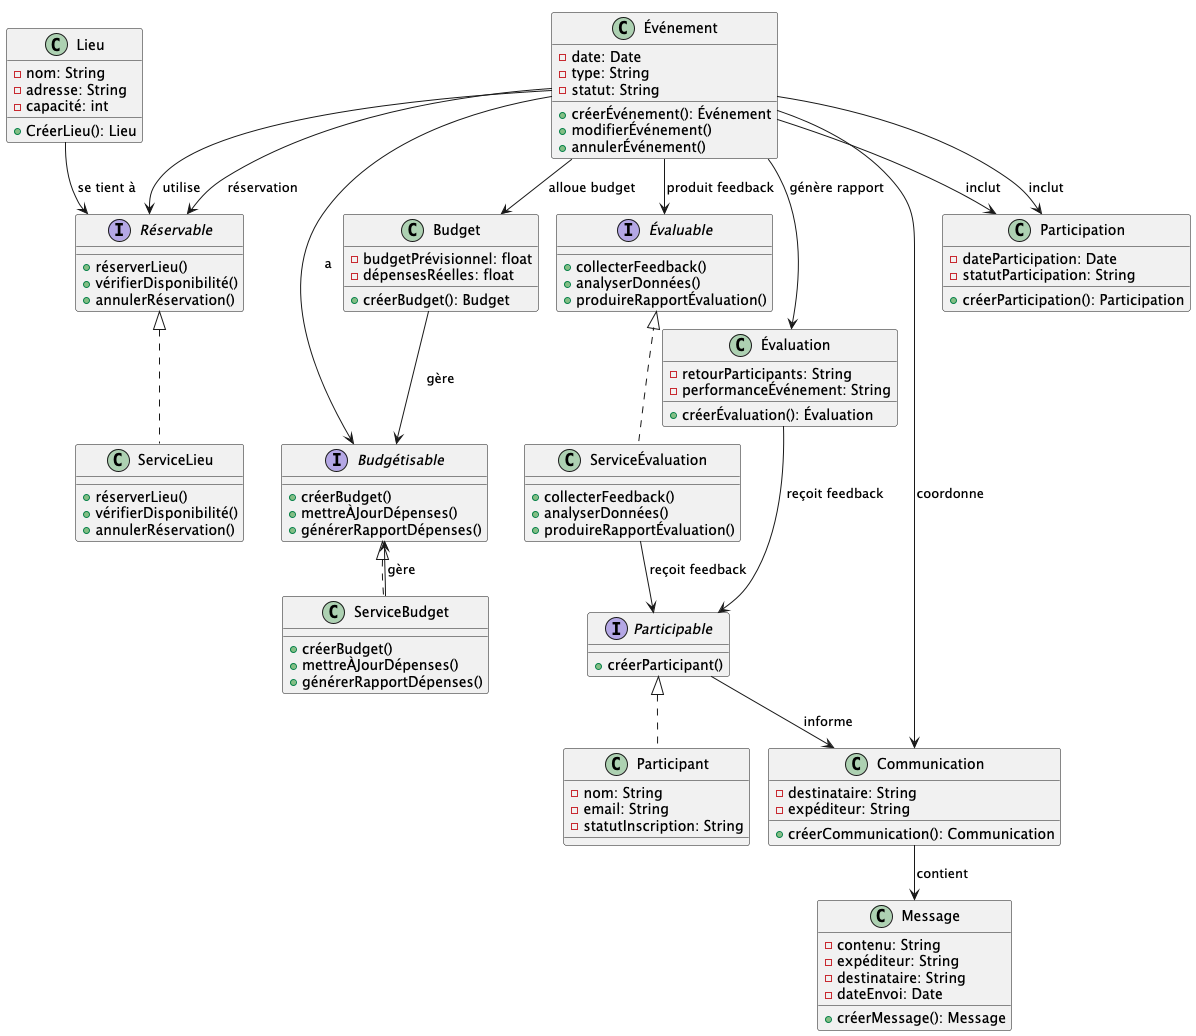 C Événement
date: Date
type: String
statut: String
créerÉvénement(): Événement
modifierÉvénement()
annulerÉvénement()
C Lieu
nom: String
adresse: String
capacité: int
CréerLieu(): Lieu
se tient à
utilise
réservation
a
alloue budget
produit feedback
génère rapport
inclut
inclut
I Réservable
réserverLieu()
vérifierDisponibilité()
annulerRéservation()
C Budget
budgetPrévisionnel: float
dépensesRéelles: float
créerBudget(): Budget
I Évaluable
collecterFeedback()
analyserDonnées()
produireRapportÉvaluation()
C Participation
dateParticipation: Date
statutParticipation: String
créerParticipation(): Participation
C Évaluation
retourParticipants: String
performanceÉvénement: String
créerÉvaluation(): Évaluation
gère
C ServiceLieu
réserverLieu()
vérifierDisponibilité()
annulerRéservation()
I Budgétisable
créerBudget()
mettreÀJourDépenses()
générerRapportDépenses()
C ServiceÉvaluation
collecterFeedback()
analyserDonnées()
produireRapportÉvaluation()
reçoit feedback
coordonne
gère
reçoit feedback
C ServiceBudget
créerBudget()
mettreÀJourDépenses()
générerRapportDépenses()
I Participable
créerParticipant()
informe
C Participant
nom: String
email: String
statutInscription: String
C Communication
destinataire: String
expéditeur: String
créerCommunication(): Communication
contient
C Message
contenu: String
expéditeur: String
destinataire: String
dateEnvoi: Date
créerMessage(): Message